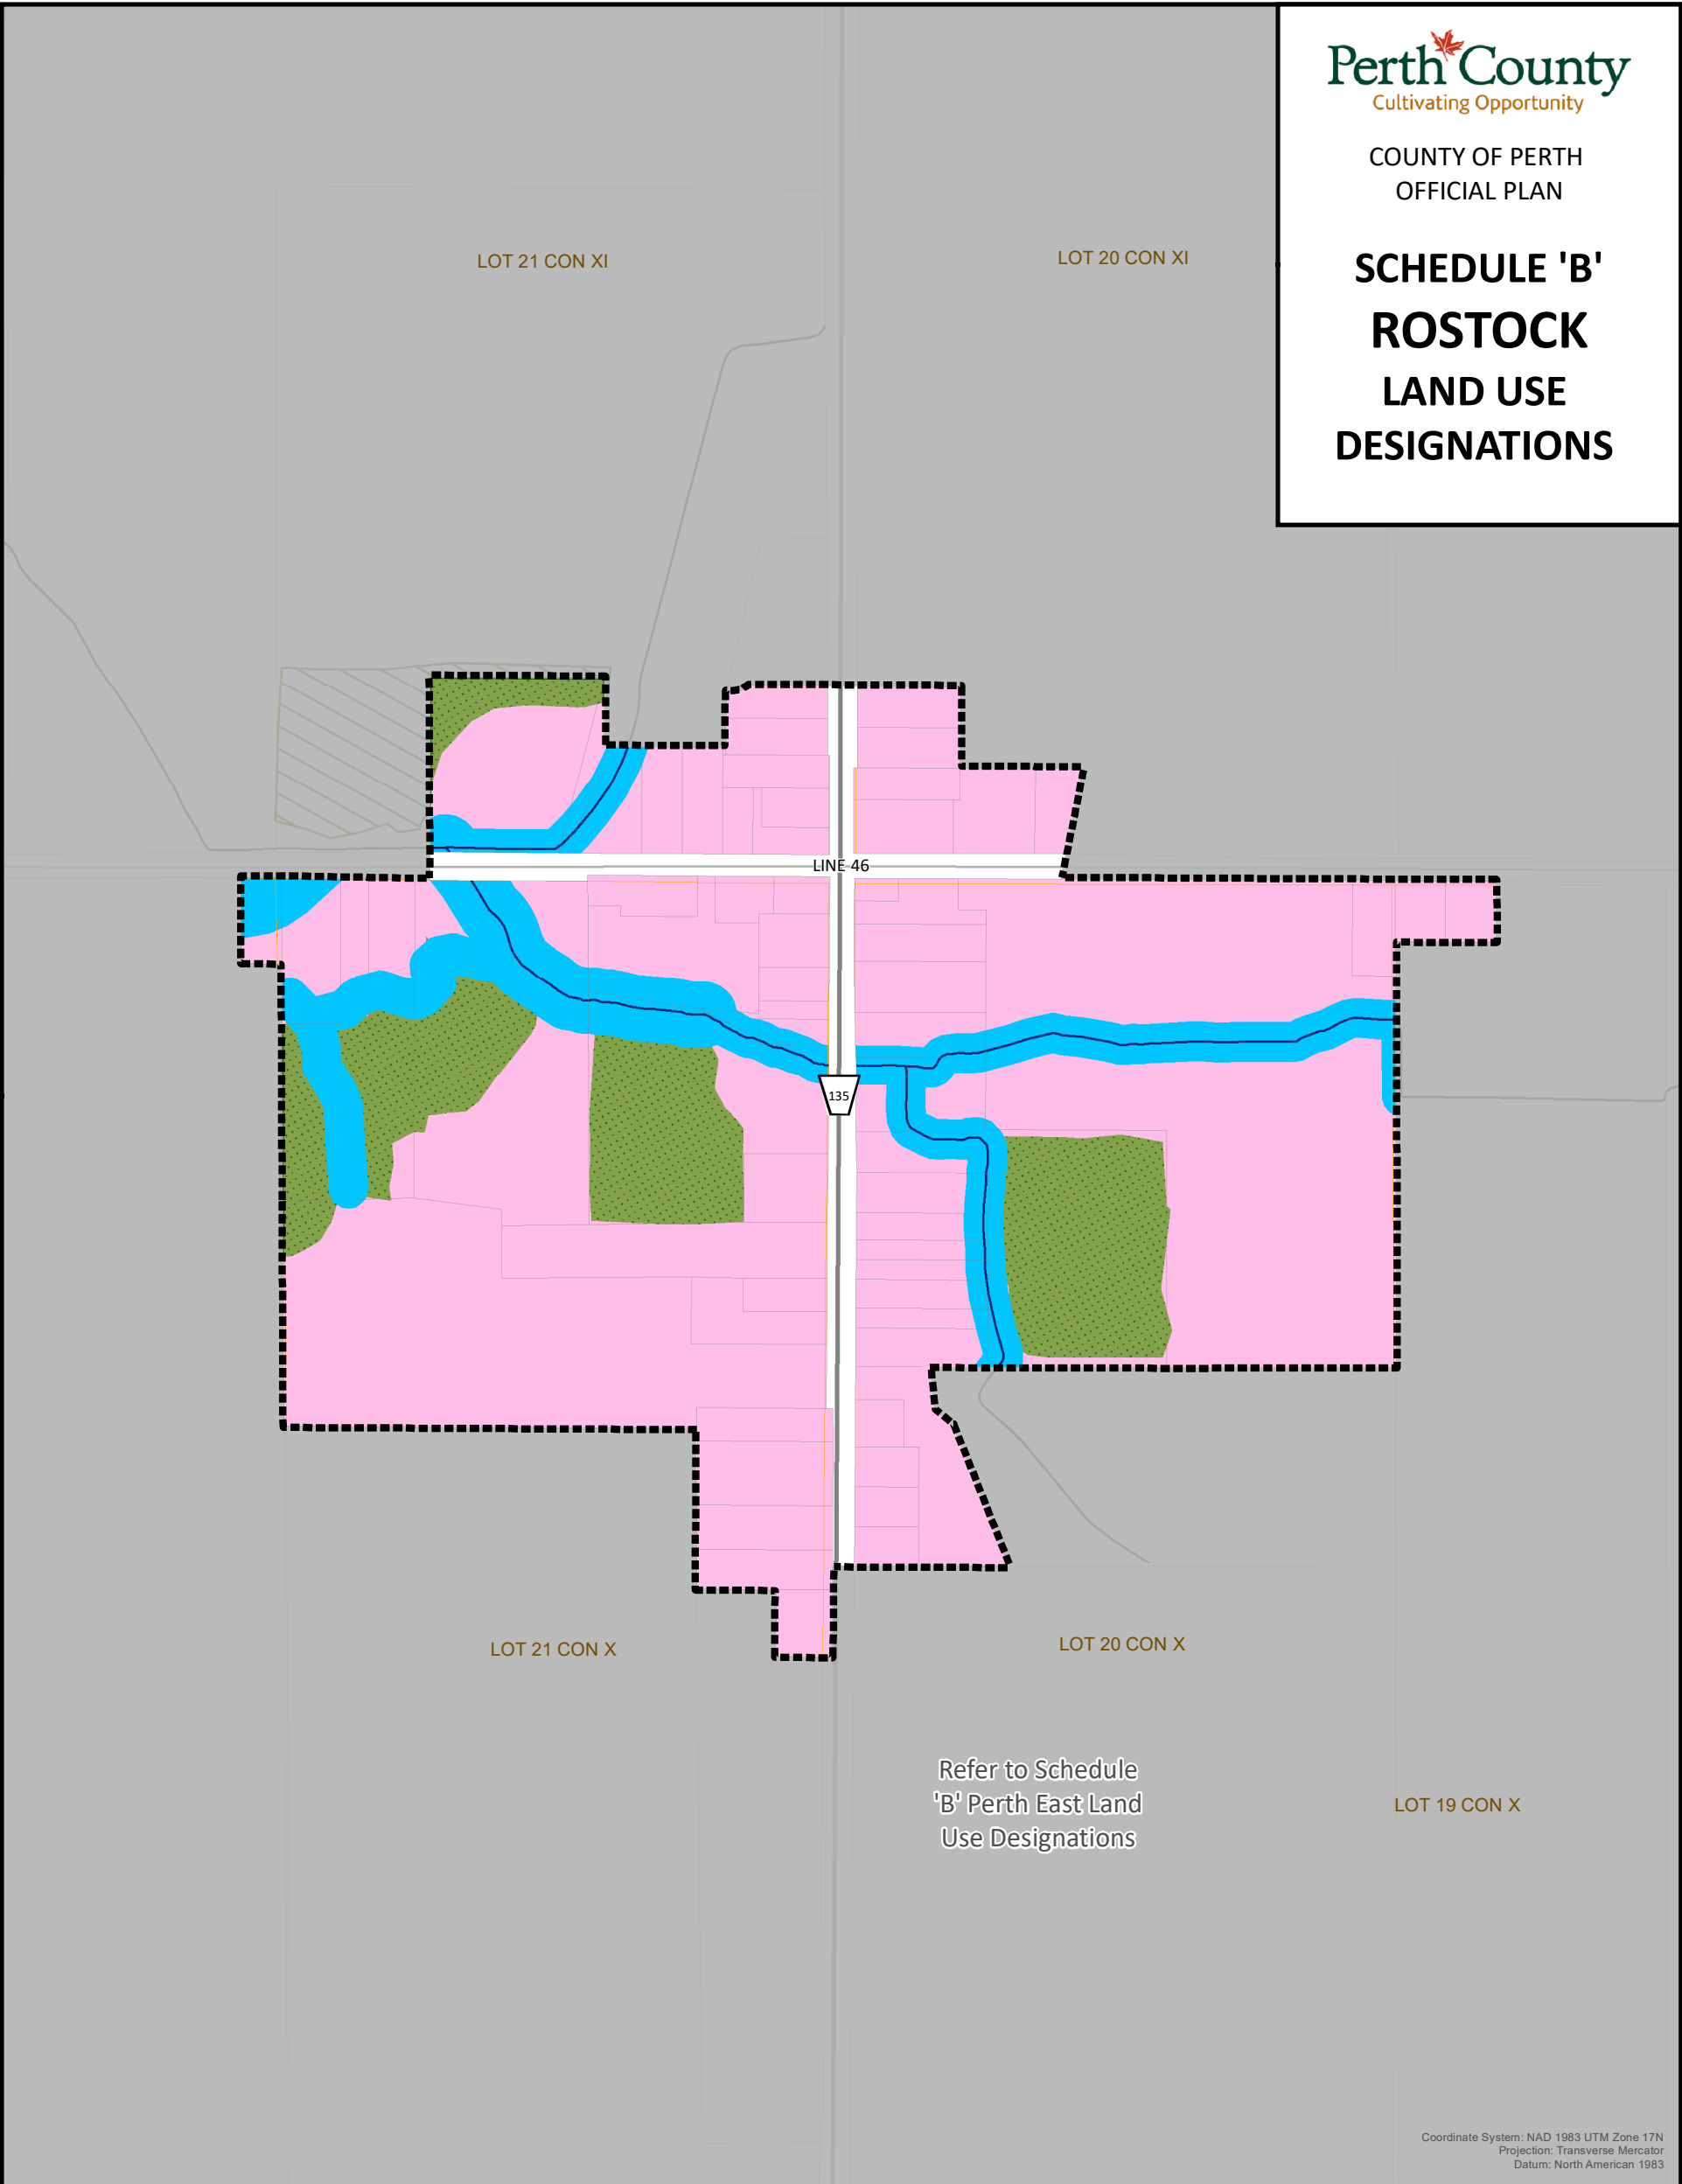 Perth County
Cultivating Opportunity
COUNTY OF PERTH
OFFICIAL PLAN
SCHEDULE 'B'
ROSTOCK
LAND USE
DESIGNATIONS
LOT 21 CON XI
LOT 20 CON XI
LINE 46
135
LOT 21 CON X
LOT 20 CON X
Refer to Schedule
'B' Perth East Land
Use Designations
LOT 19 CON X
Coordinate System: NAD 1983 UTM Zone 17N
Projection: Transverse Mercator
Datum: North American 1983